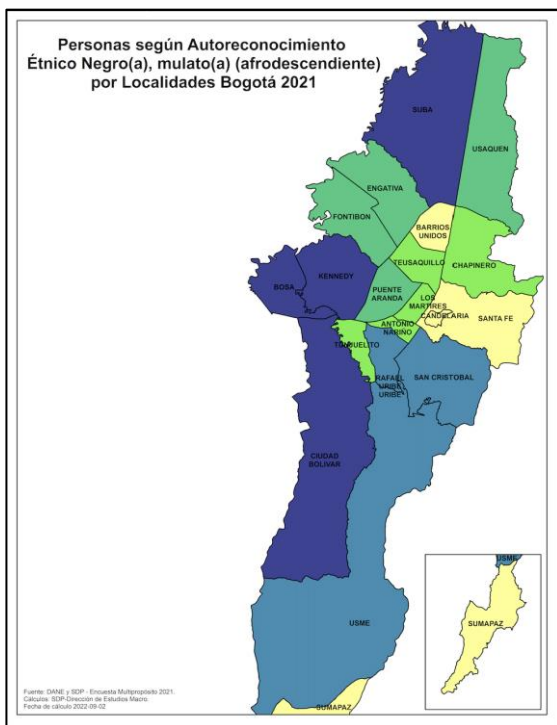 Personas según Autoreconocimiento
Étnico Negro(a), mulato(a) (afrodescendiente)
por Localidades Bogotá 2021
SUBA
USAQUEN
ENGATIVA
FONTIBON
BARRIOS
UNIDOS
TEUSAQUILLO
CHAPINERO
KENNEDY
BOSA
PUENTE
ARANDA
LOS
MARTIRES
CANDELARIA
SANTA FE
ANTONIO
NARIÑO
TUNJUELITO
RAFAEL
URIBE
URIBE
SAN CRISTOBAL
CIUDAD
BOLIVAR
USME
USME
SUMAPAZ
SUMAPAZ
Fuente: DANE y SDP - Encuesta Multipropósito 2021.
Cálculos: SDP-Dirección de Estudios Macro
Fecha de cálculo 2022-09-02